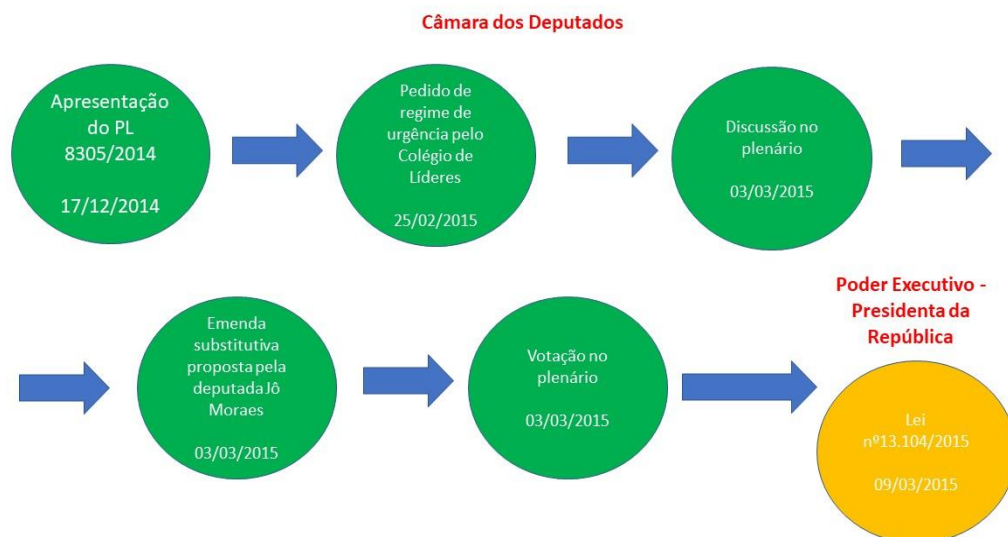 Câmara dos Deputados
Apresentação
do PL
8305/2014
17/12/2014
Pedido de
regime de
urgência pelo
Colégio de
Líderes
25/02/2015
Discussão no
plenário
03/03/2015
Emenda
substitutiva
proposta pela
deputada Jô
Moraes
03/03/2015
Votação no
plenário
03/03/2015
Poder Executivo -
Presidenta da
República
Lei
nº13.104/2015
09/03/2015